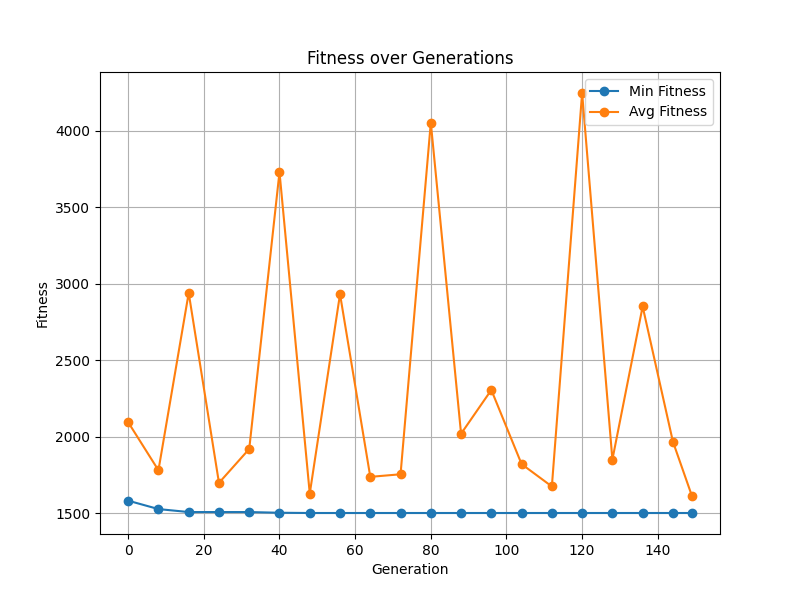 Fitness over Generations
Min Fitness
Avg Fitness
4000
3500
3000
2500
2000
1500
Fitness
0 20 40 60 80 100 120 140
Generation